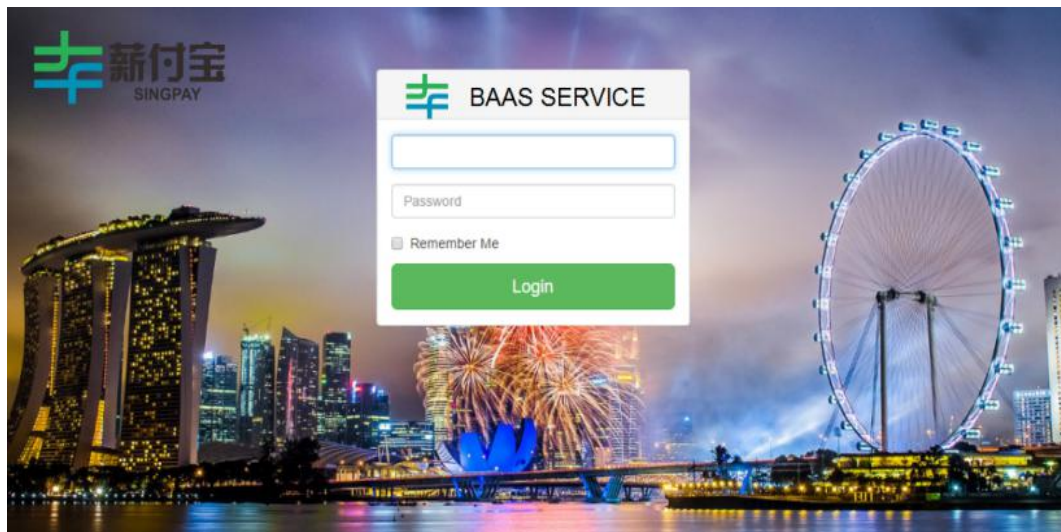 薪付宝
SINGPAY
BAAS SERVICE
Password
Remember Me
Login